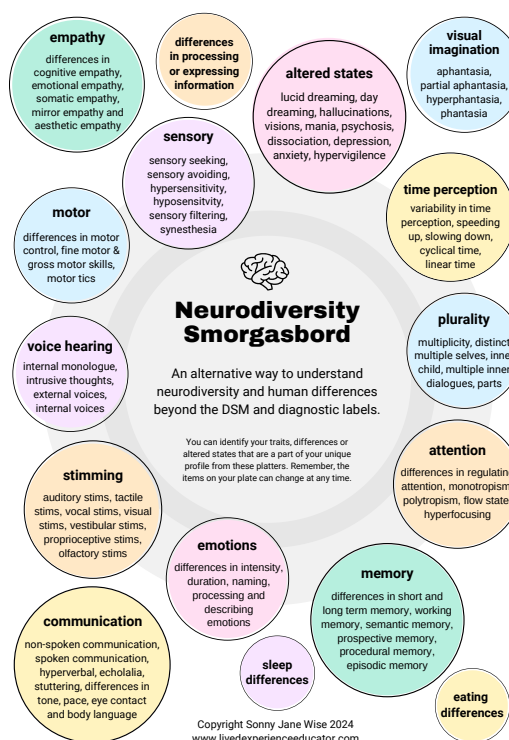 empathy
differences in
cognitive empathy,
emotional empathy,
somatic empathy,
mirror empathy and
aesthetic empathy
differences
in processing
or expressing
information
altered states
lucid dreaming, day
dreaming, hallucinations,
visions, mania, psychosis,
dissociation, depression,
anxiety, hypervigilence
visual
imagination
aphantasia,
partial aphantasia,
hyperphantasia,
phantasia
sensory
sensory seeking,
sensory avoiding,
hypersensitivity,
hyposensitvity,
sensory filtering,
synesthesia
time perception
variability in time
perception, speeding
up, slowing down,
cyclical time,
linear time
motor
differences in motor
control, fine motor &
gross motor skills,
motor tics
Neurodiversity
Smorgasbord
An alternative way to understand
neurodiversity and human differences
beyond the DSM and diagnostic labels.
You can identify your traits, differences or
altered states that are a part of your unique
profile from these platters. Remember, the
items on your plate can change at any time.
plurality
multiplicity, distinct
multiple selves, inne
child, multiple inner
dialogues, parts
voice hearing
internal monologue,
intrusive thoughts,
external voices,
internal voices
attention
differences in regulatin
attention, monotropism
polytropism, flow state
hyperfocusing
stimming
auditory stims, tactile
stims, vocal stims, visual
stims, vestibular stims,
proprioceptive stims,
olfactory stims
emotions
differences in intensity,
duration, naming,
processing and
describing
emotions
memory
differences in short and
long term memory, working
memory, semantic memory,
prospective memory,
procedural memory,
episodic memory
communication
non-spoken communication,
spoken communication,
hyperverbal, echolalia,
stuttering, differences in
tone, pace, eye contact
and body language
sleep
differences
eating
differences
Copyright Sonny Jane Wise 2024
www.livedexperienceeducator.com